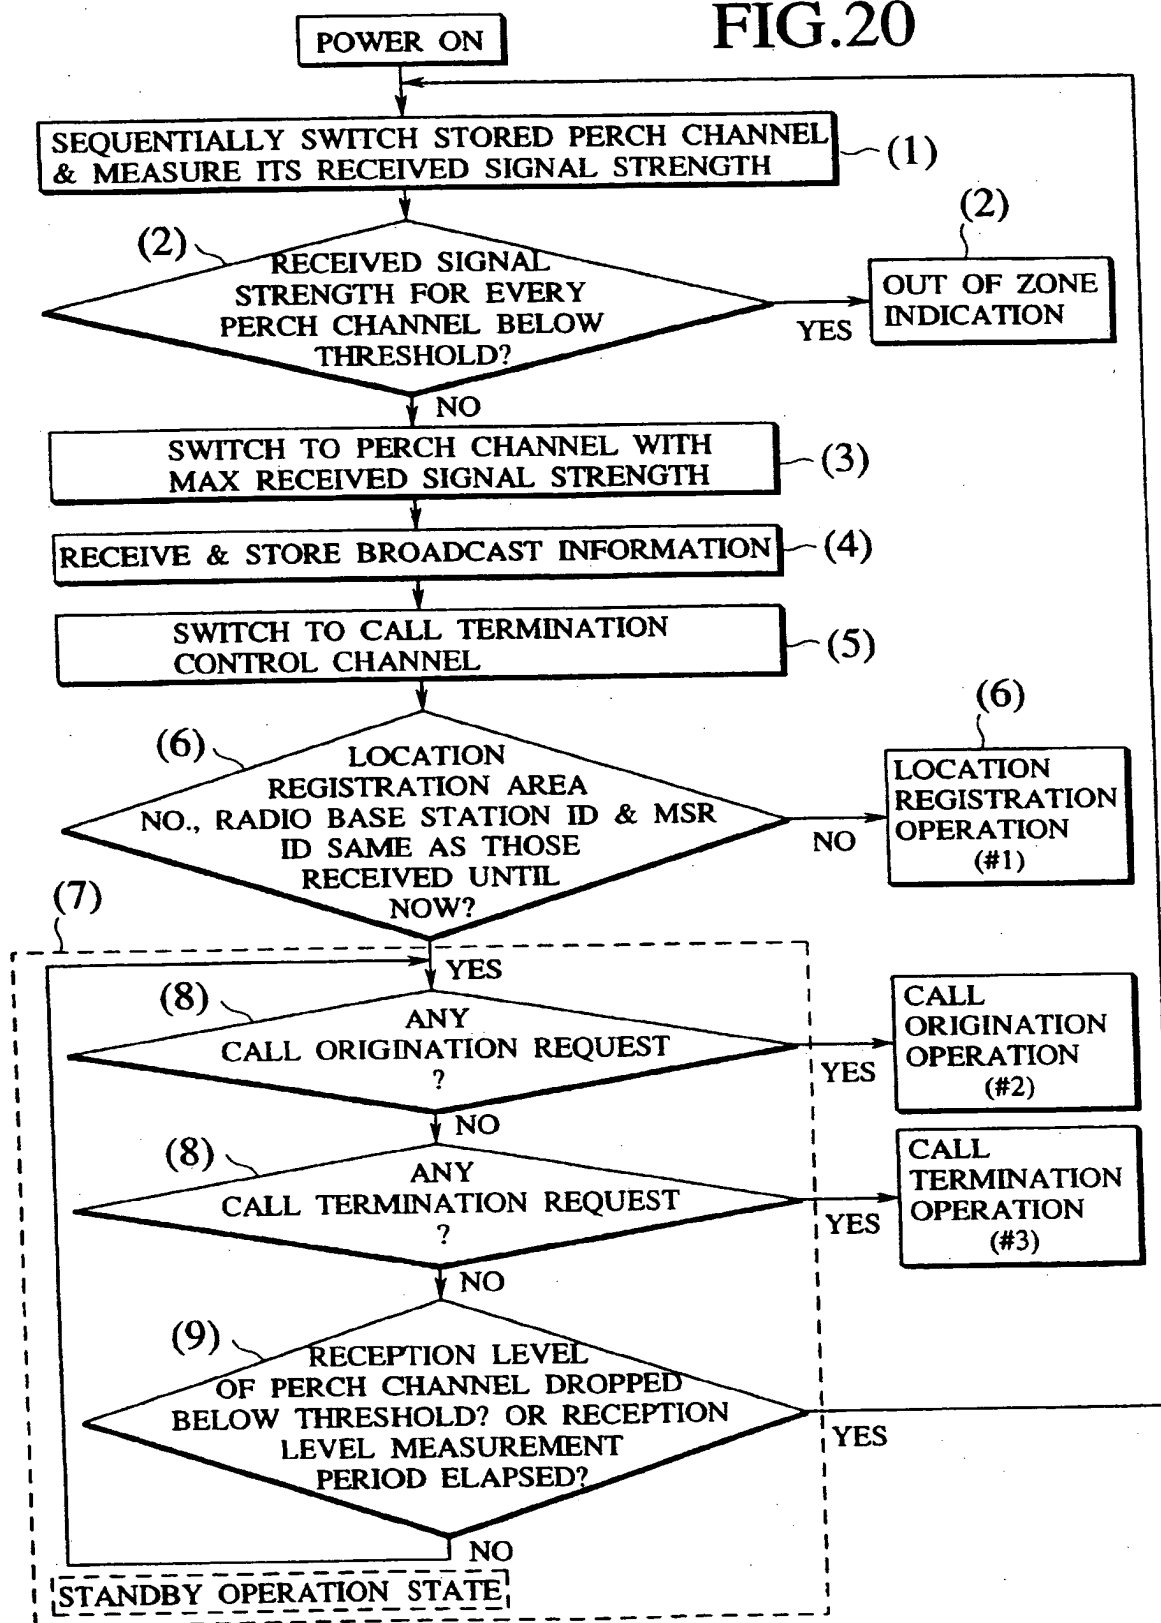 FIG.20
POWER ON
SEQUENTIALLY SWITCH STORED PERCH CHANNEL
& MEASURE ITS RECEIVED SIGNAL STRENGTH
(1)
(2)
RECEIVED SIGNAL
STRENGTH FOR EVERY
PERCH CHANNEL BELOW
THRESHOLD?
YES
(2)
OUT OF ZONE
INDICATION
NO
SWITCH TO PERCH CHANNEL WITH
MAX RECEIVED SIGNAL STRENGTH
(3)
RECEIVE & STORE BROADCAST INFORMATION
(4)
SWITCH TO CALL TERMINATION
CONTROL CHANNEL
(5)
(6)
LOCATION
REGISTRATION AREA
NO., RADIO BASE STATION ID & MSR
ID SAME AS THOSE
RECEIVED UNTIL
NOW?
NO
(6)
LOCATION
REGISTRATION
OPERATION
(#1)
(7)
YES
(8)
ANY
CALL ORIGINATION REQUEST
?
YES
CALL
ORIGINATION
OPERATION
(#2)
NO
(8)
ANY
CALL TERMINATION REQUEST
?
YES
CALL
TERMINATION
OPERATION
(#3)
NO
(9)
RECEPTION LEVEL
OF PERCH CHANNEL DROPPED
BELOW THRESHOLD? OR RECEPTION
LEVEL MEASUREMENT
PERIOD ELAPSED?
YES
NO
STANDBY OPERATION STATE